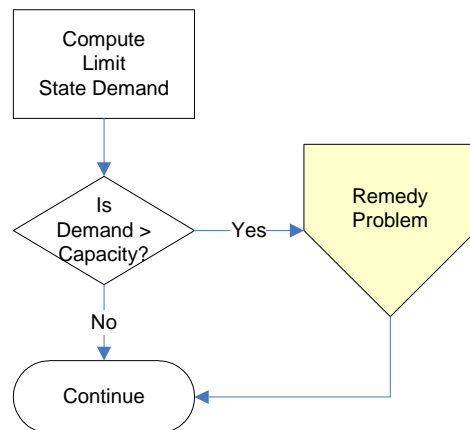 Compute
Limit
State Demand
Is
Demand >
Capacity?
Yes
Remedy
Problem
No
Continue